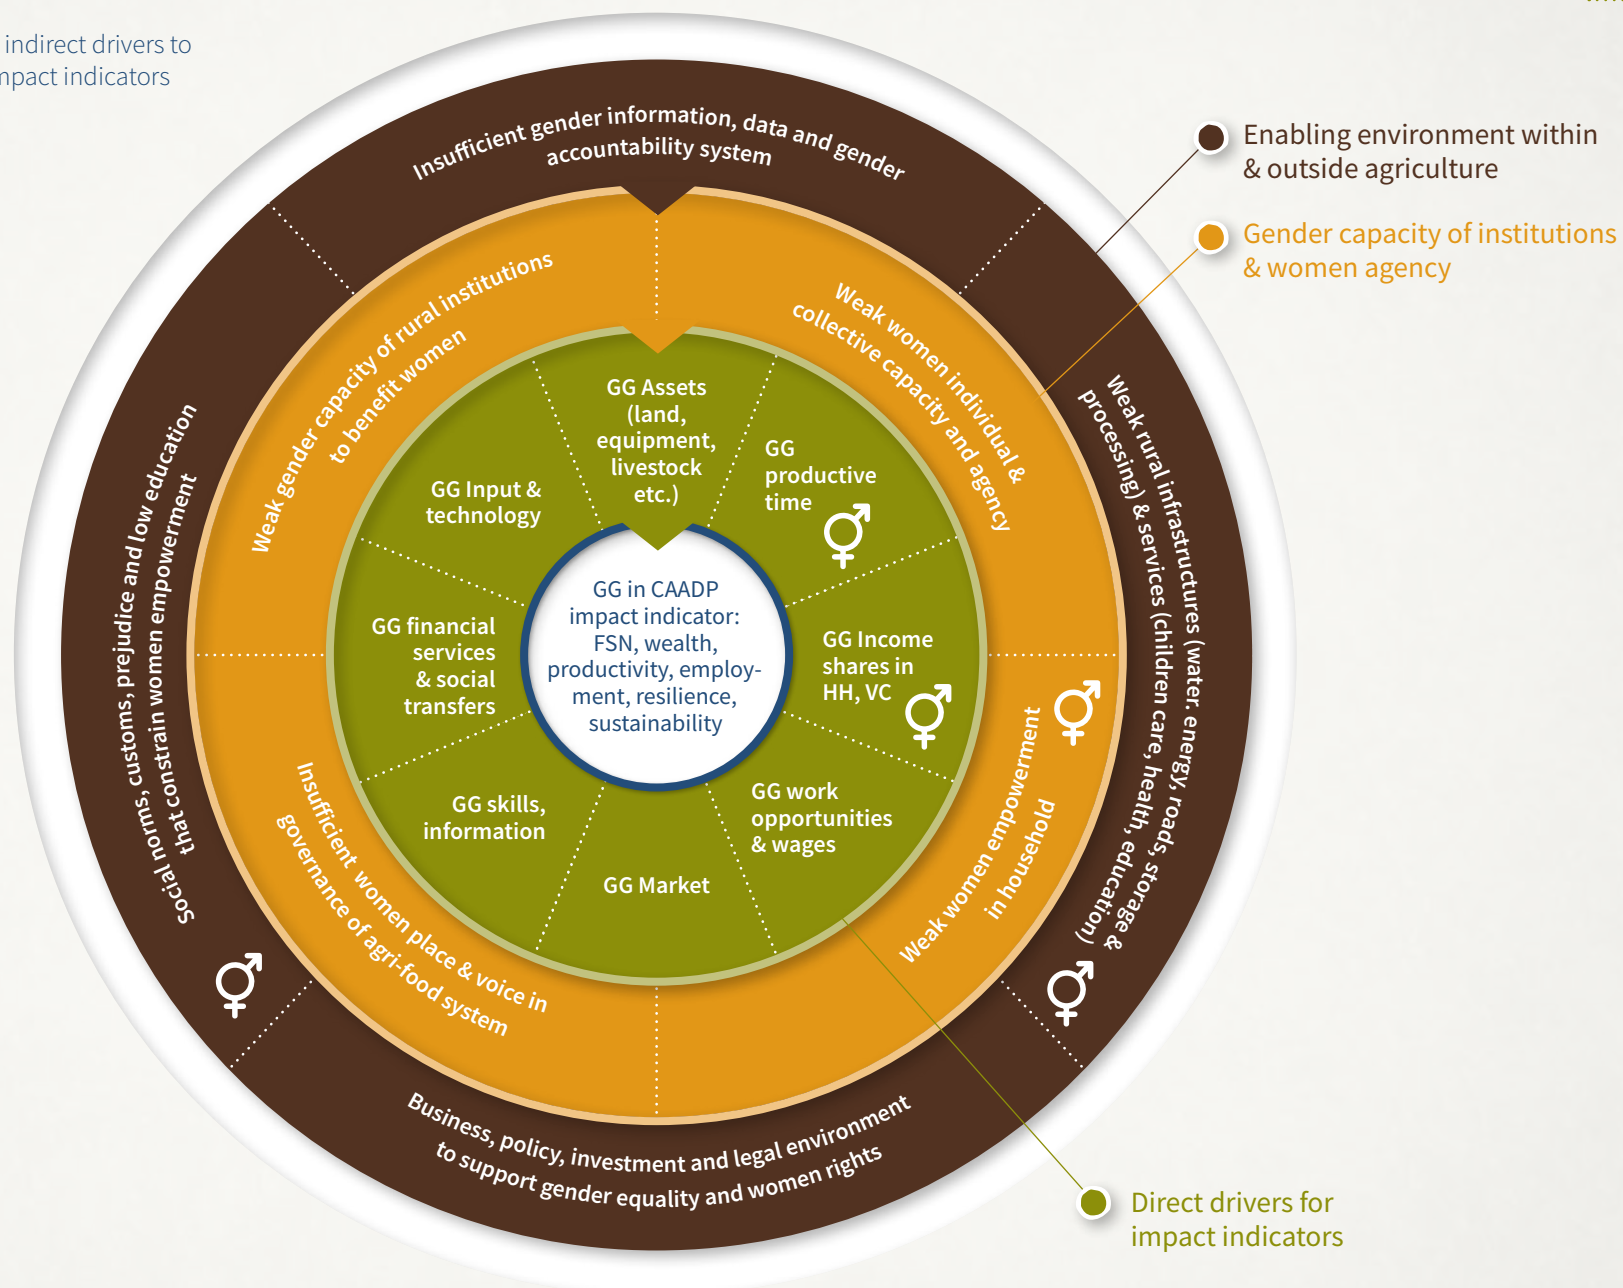 indirect drivers to
impact indicators
Insufficient gender information, data and gender
accountability system
Enabling environment within
& outside agriculture
Gender capacity of institutions
& women agency
Weak gender capacity of rural institutions
to benefit women
Weak women individual &
collective capacity and agency
Social norms, customs, prejudice and low education
that constrain women empowerment
Weak rural infrastructures (water. energy, roads, storage &
processing) & services (children care, health, education)
GG Assets
(land,
equipment,
livestock
etc.)
GG
productive
time
GG Input &
technology
GG in CAADP
impact indicator:
FSN, wealth,
productivity, employ-
ment, resilience,
sustainability
GG financial
services
& social
transfers
GG Income
shares in
HH, VC
GG skills,
information
GG work
opportunities
& wages
GG Market
Insufficient women place & voice in
governance of agri-food system
Weak women empowerment
in household
Business, policy, investment and legal environment
to support gender equality and women rights
Direct drivers for
impact indicators